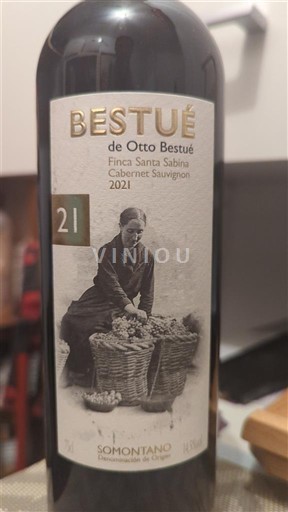 BESTUÉ
de Otto Bestué
Finca Santa Sabina
Cabernet Sauvignon
2021
21
VINIOU
SOMONTANO
Denominación de Origen